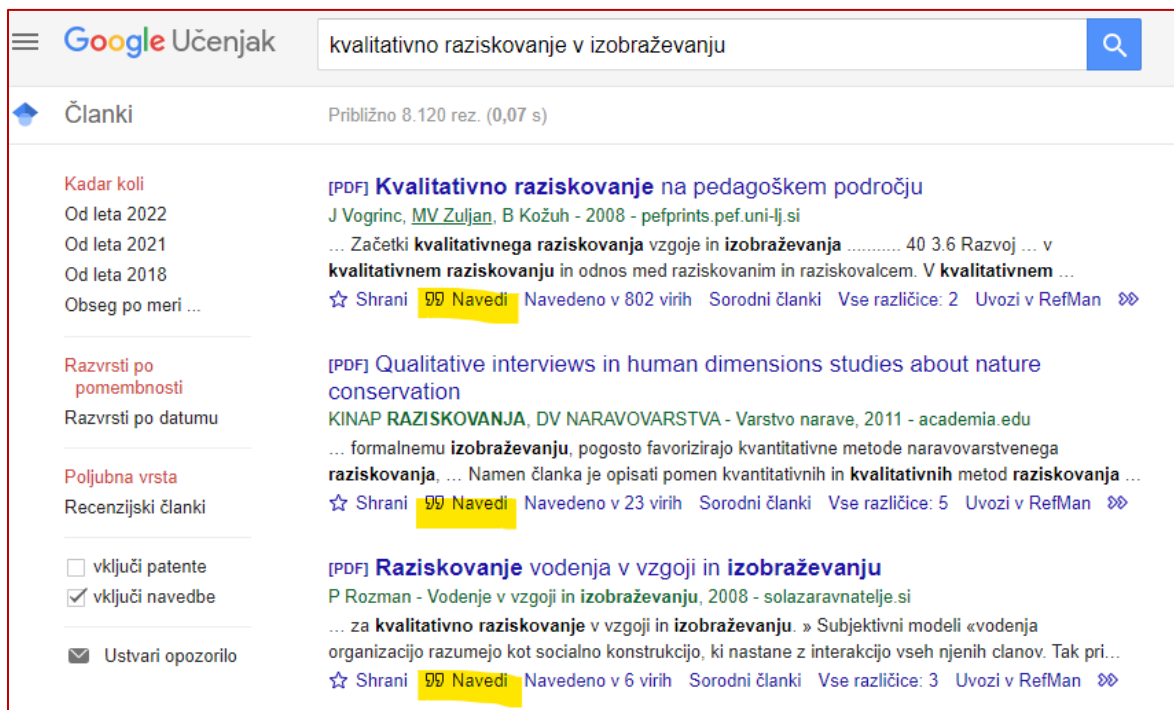 Google Učenjak
kvalitativno raziskovanje v izobraževanju
Članki
Približno 8.120 rez. (0,07 s)
Kadar koli
Od leta 2022
Od leta 2021
Od leta 2018
Obseg po meri ...
Razvrsti po
pomembnosti
Razvrsti po datumu
Poljubna vrsta
Recenzijski članki
vključi patente
vključi navedbe
Ustvari opozorilo
[PDF] Kvalitativno raziskovanje na pedagoškem področju
J Vogrinc, MV Zuljan, B Kožuh - 2008 - pefprints.pef.uni-lj.si
… Začetki kvalitativnega raziskovanja vzgoje in izobraževanja ........... 40 3.6 Razvoj … v
kvalitativnem raziskovanju in odnos med raziskovanim in raziskovalcem. V kvalitativnem …
Shrani Navedi Navedeno v 802 virih Sorodni članki Vse različice: 2 Uvozi v RefMan
[PDF] Qualitative interviews in human dimensions studies about nature
conservation
KINAP RAZISKOVANJA, DV NARAVOVARSTVA - Varstvo narave, 2011 - academia.edu
… formalnemu izobraževanju, pogosto favorizirajo kvantitativne metode naravovarstvenega
raziskovanja, … Namen članka je opisati pomen kvantitativnih in kvalitativnih metod raziskovanja …
Shrani Navedi Navedeno v 23 virih Sorodni članki Vse različice: 5 Uvozi v RefMan
[PDF] Raziskovanje vodenja v vzgoji in izobraževanju
P Rozman - Vodenje v vzgoji in izobraževanju, 2008 - solazaravnatelje.si
… za kvalitativno raziskovanje v vzgoji in izobraževanju. » Subjektivni modeli «vodenja
organizacijo razumejo kot socialno konstrukcijo, ki nastane z interakcijo vseh njenih clanov. Tak pri…
Shrani Navedi Navedeno v 6 virih Sorodni članki Vse različice: 3 Uvozi v RefMan